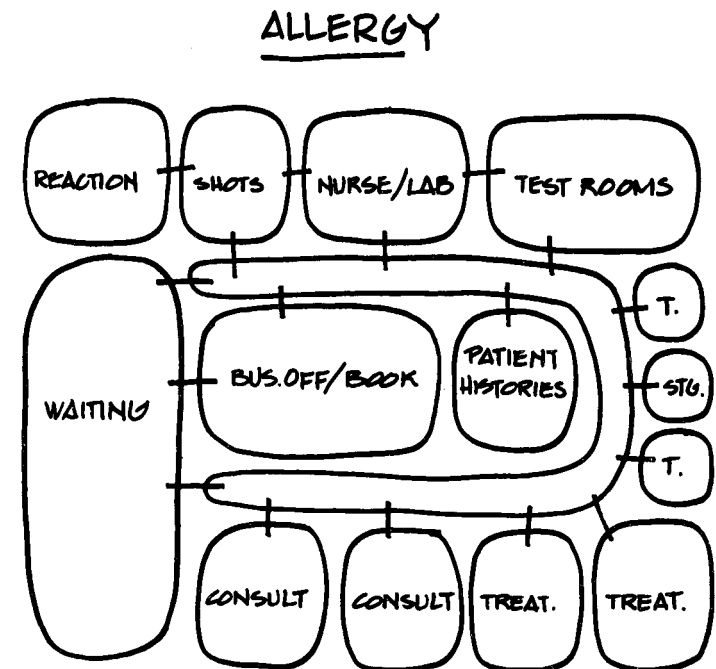 ALLERGY
REACTION
SHOTS
NURSE/LAB
TEST ROOMS
T.
STG.
T.
WAITING
BUS.OFF/BOOK
PATIENT
HISTORIES
CONSULT
CONSULT
TREAT.
TREAT.